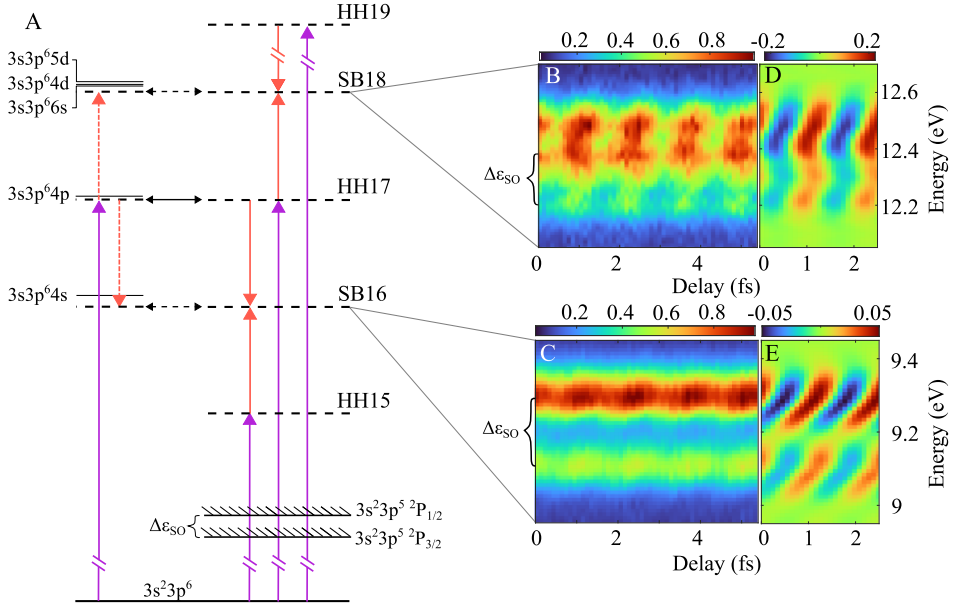 A
HH19
3s3p⁶5d
3s3p⁶4d
3s3p⁶6s
SB18
3s3p⁶4p
HH17
3s3p⁶4s
SB16
HH15
3s²3p⁵ ²P₁/₂
Δε_SO
3s²3p⁵ ²P₃/₂
3s²3p⁶
0.2 0.4 0.6 0.8
B
Δε_SO
0 2 4
Delay (fs)
-0.2 0.2
D
12.6
12.4
12.2
Energy (eV)
0 1 2
0.2 0.4 0.6 0.8
C
Δε_SO
0 2 4
Delay (fs)
-0.05 0.05
E
9.4
9.2
9
Energy (eV)
0 1 2
Delay (fs)